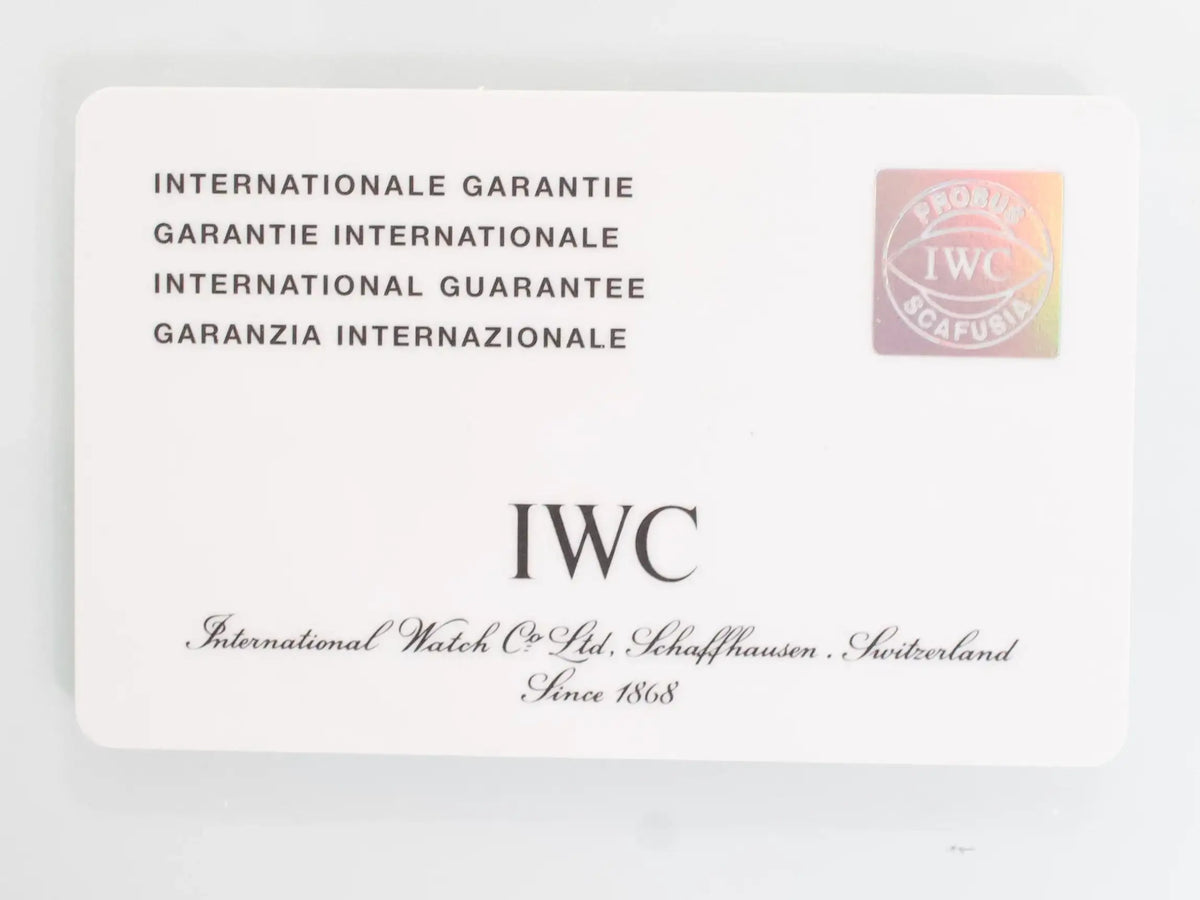 INTERNATIONALE GARANTIE
GARANTIE INTERNATIONALE
INTERNATIONAL GUARANTEE
GARANZIA INTERNAZIONALE
PROBUS
IWC
SCAFUSIA
IWC
International Watch Co Ltd, Schaffhausen. Switzerland
Since 1868